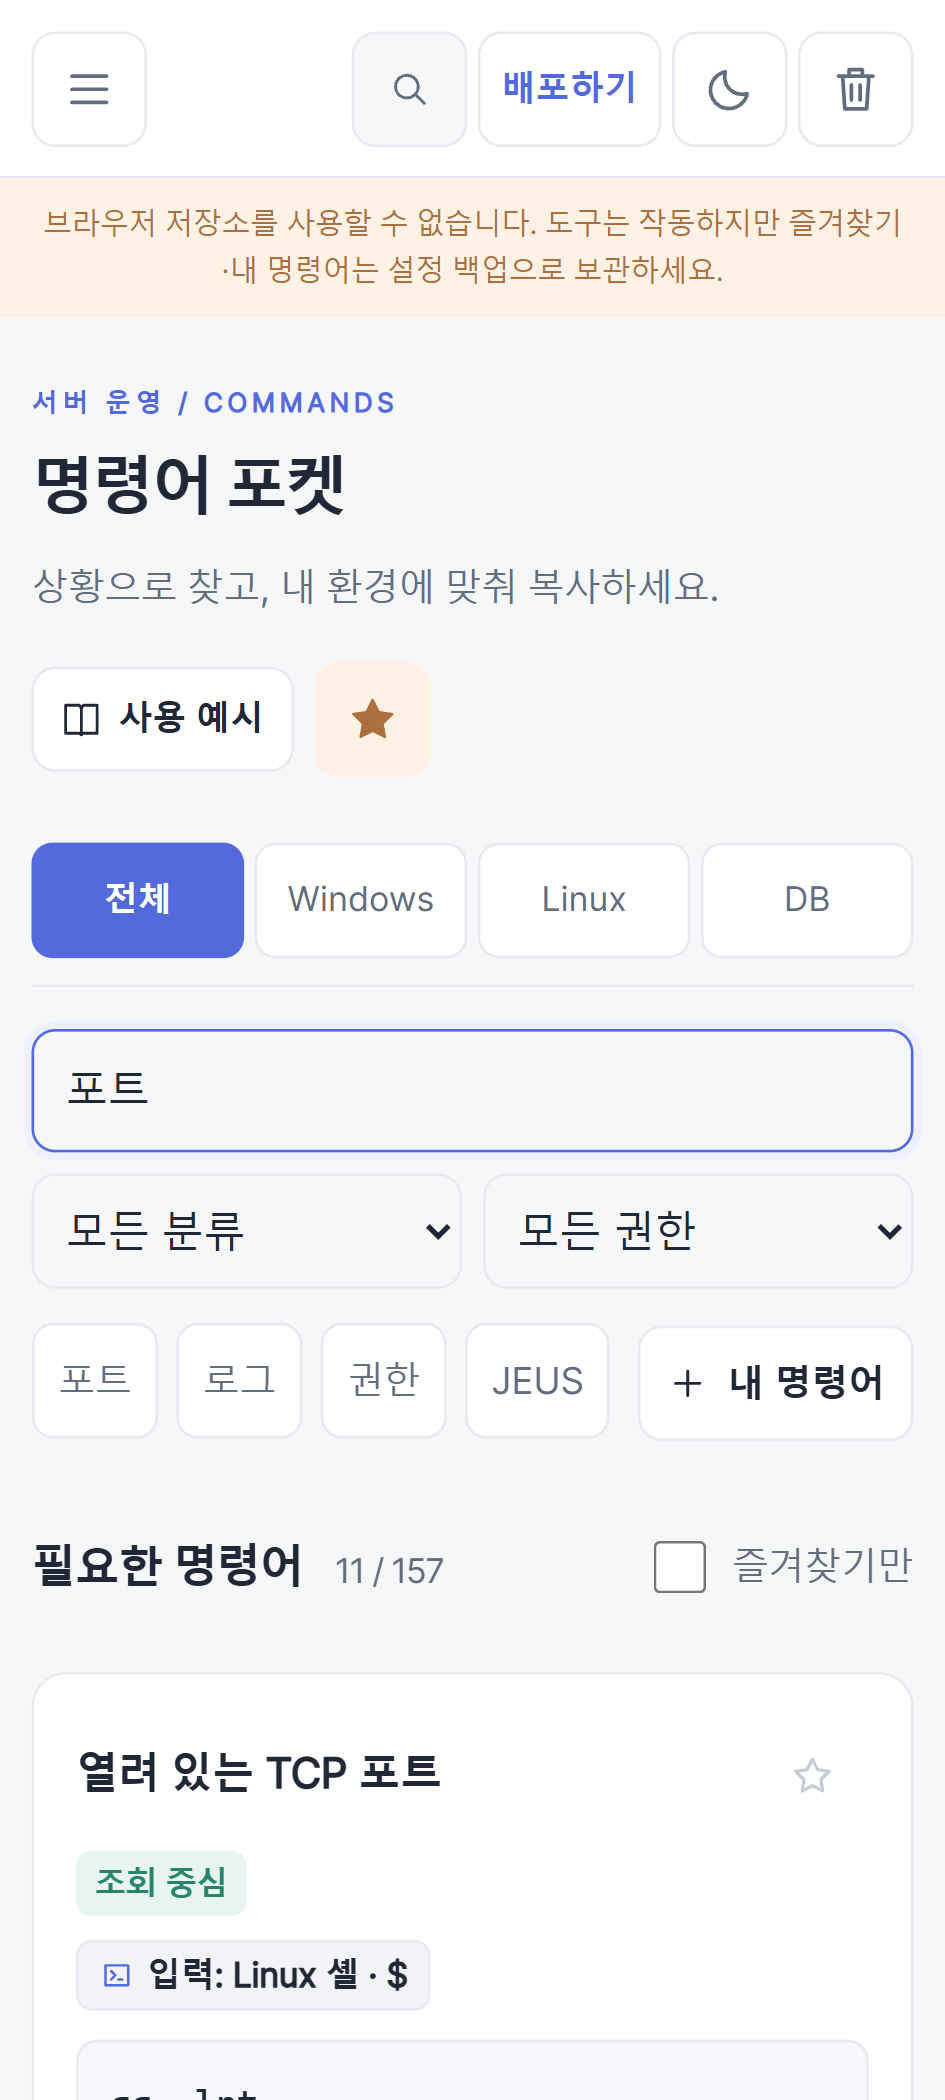 배포하기
브라우저 저장소를 사용할 수 없습니다. 도구는 작동하지만 즐겨찾기
·내 명령어는 설정 백업으로 보관하세요.
서버 운영 / COMMANDS
명령어 포켓
상황으로 찾고, 내 환경에 맞춰 복사하세요.
사용 예시
전체 Windows Linux DB
포트
모든 분류 모든 권한
포트 로그 권한 JEUS + 내 명령어
필요한 명령어 11 / 157 즐겨찾기만
열려 있는 TCP 포트
조회 중심
입력: Linux 셸 · $